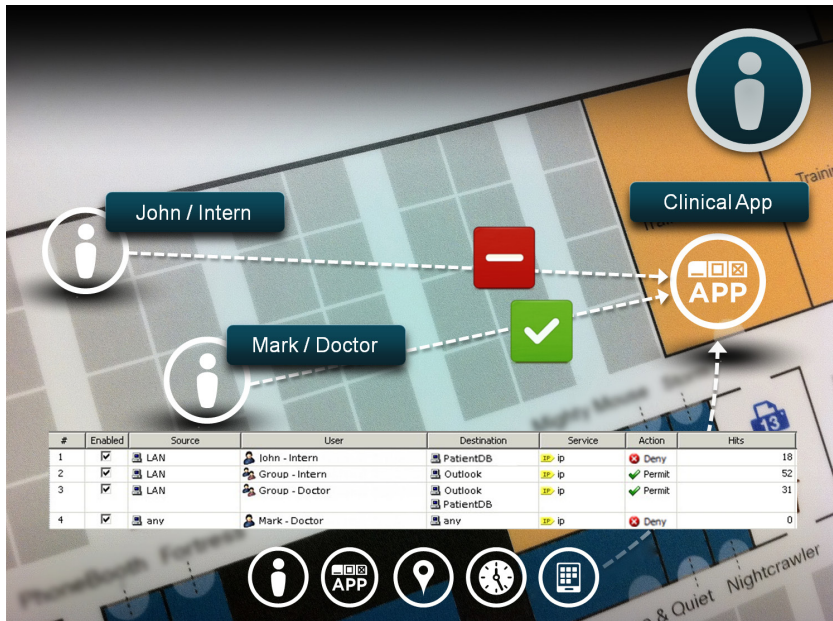 Training
Clinical App
John / Intern
APP
Mark / Doctor
Mighty Mouse
13
# Enabled Source User Destination Service Action Hits
1 LAN John - Intern PatientDB IP ip Deny 18
2 LAN Group - Intern Outlook IP ip Permit 52
3 LAN Group - Doctor Outlook IP ip Permit 31
PatientDB
4 any Mark - Doctor any IP ip Deny 0
Fortress
APP
& Quiet Nightcrawler